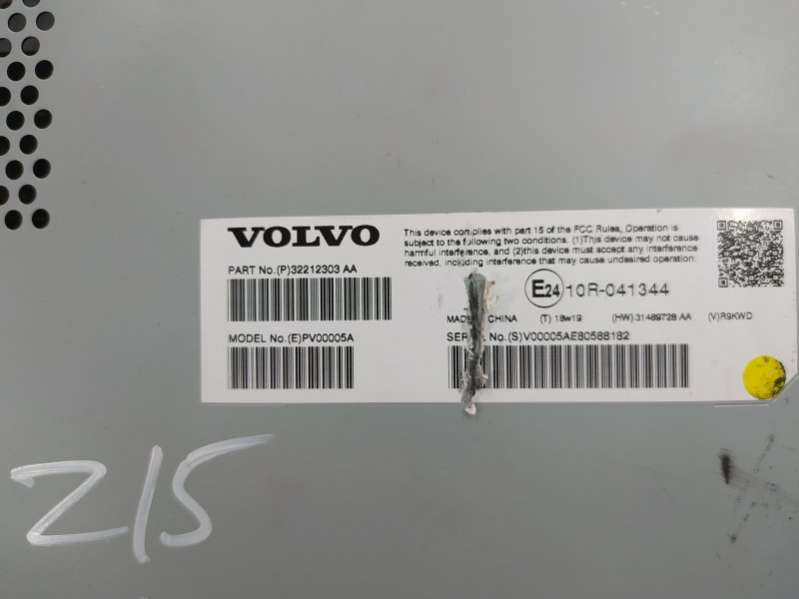 VOLVO
This device complies with part 15 of the FCC Rules, Operation is
subject to the following two conditions. (1)This device may not cause
harmful interference, and (2)this device must accept any interference
received, including interference that may cause undesired operation.
PART No.(P)32212303 AA
E24 10R-041344
CHINA (T) 18w19 (HW) 31489728 AA (V)R9KWD
MODEL No.(E)PV00005A
No.(S)V00005AE80588182
215